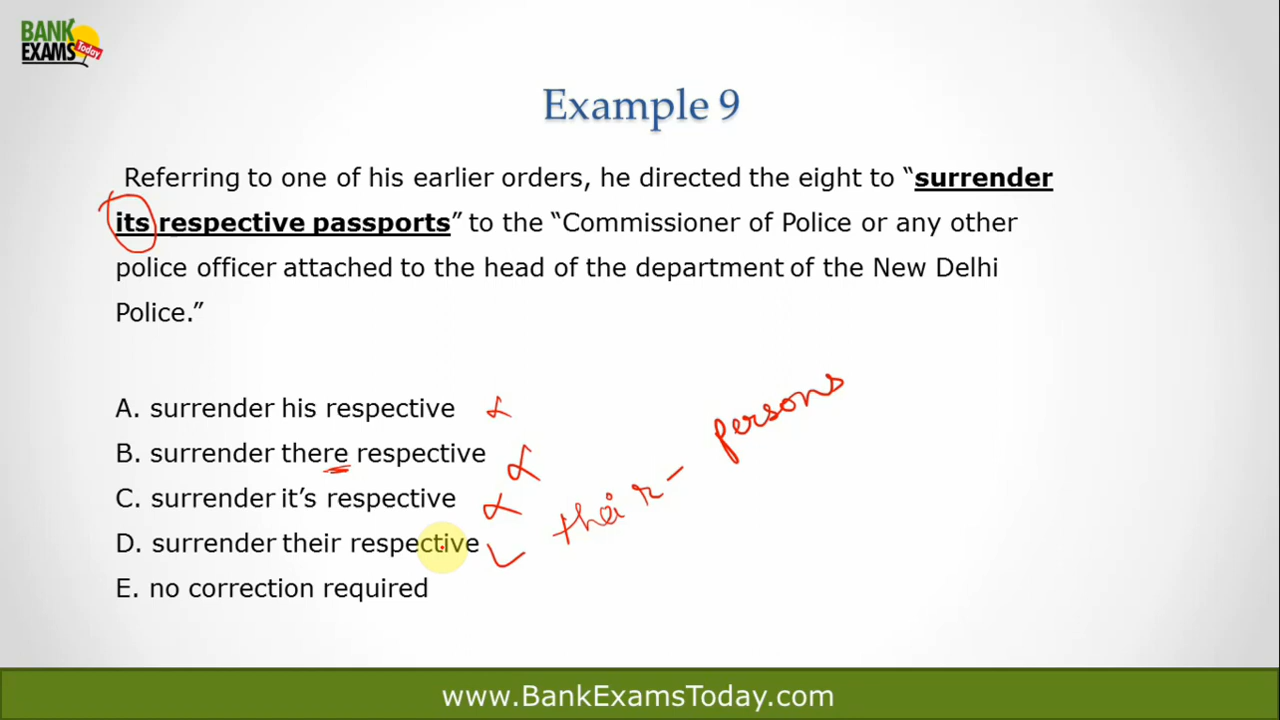 BANK
EXAMS Today
Example 9
Referring to one of his earlier orders, he directed the eight to “surrender
its respective passports” to the “Commissioner of Police or any other
police officer attached to the head of the department of the New Delhi
Police.”
A. surrender his respective
B. surrender there respective
C. surrender it’s respective
D. surrender their respective
E. no correction required
their - persons
www.BankExamsToday.com